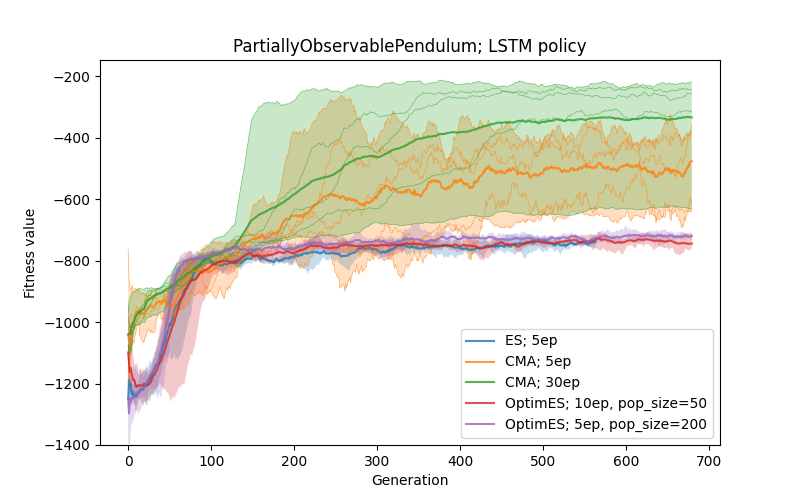 PartiallyObservablePendulum; LSTM policy
−200
−400
−600
−800
−1000
−1200
−1400
Fitness value
0
100
200
300
400
500
600
700
Generation
ES; 5ep
CMA; 5ep
CMA; 30ep
OptimES; 10ep, pop_size=50
OptimES; 5ep, pop_size=200